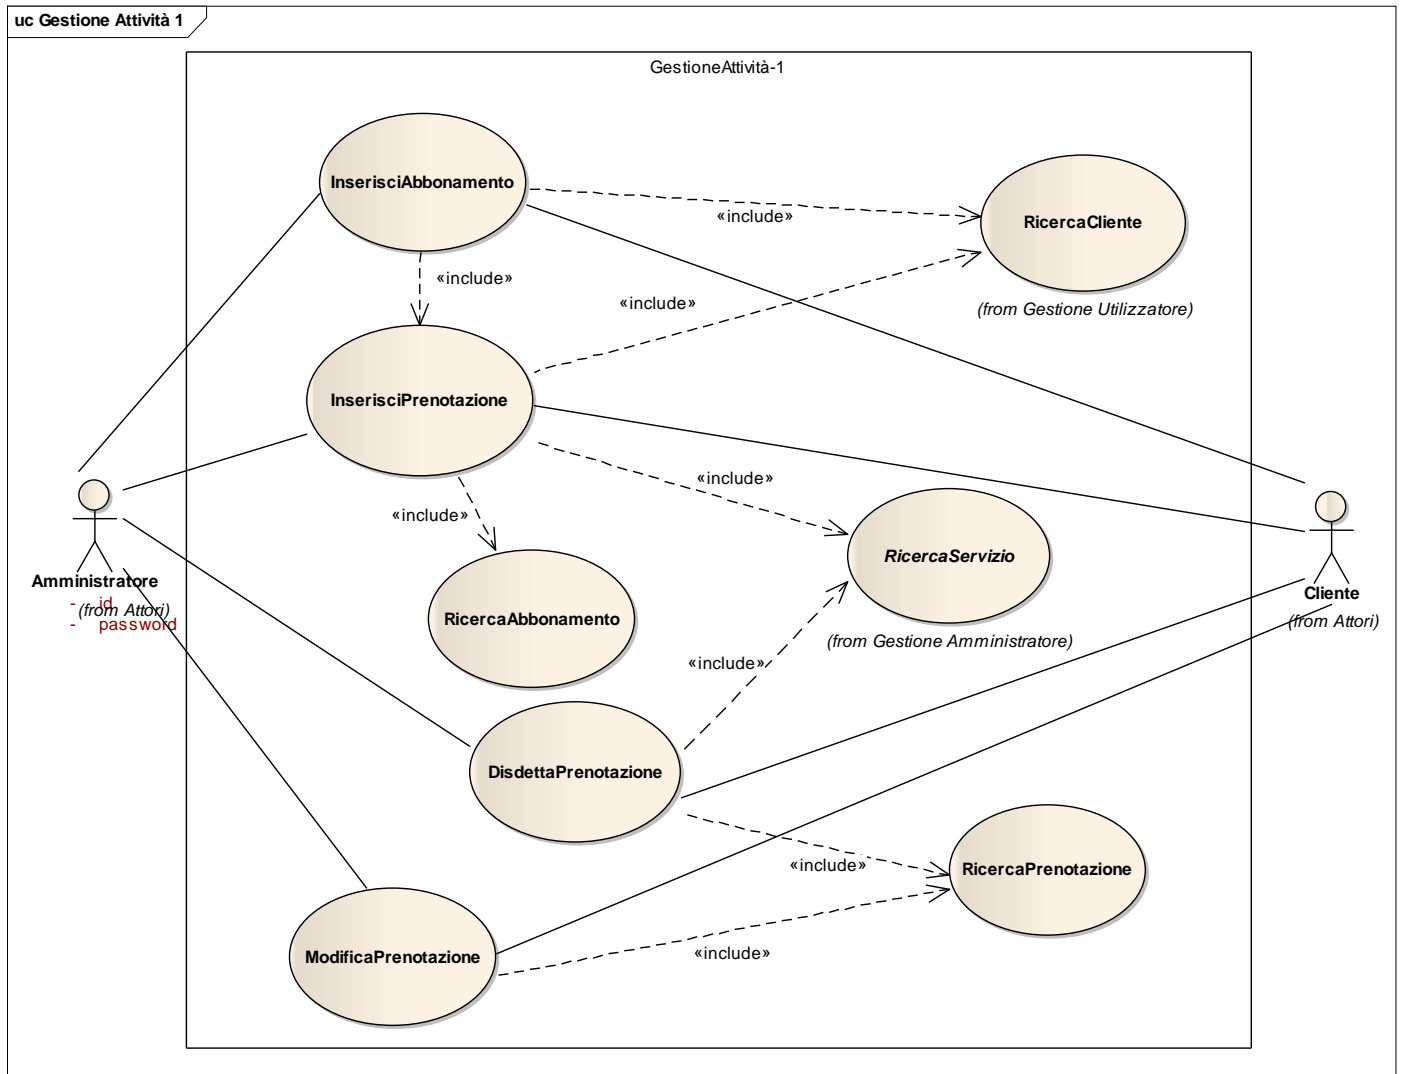 uc Gestione Attività 1
GestioneAttività-1
InserisciAbbonamento
«include»
RicercaCliente
(from Gestione Utilizzatore)
«include»
«include»
InserisciPrenotazione
«include»
«include»
RicercaServizio
(from Gestione Amministratore)
Amministratore
- id
(from Attori)
- password
Cliente
(from Attori)
RicercaAbbonamento
«include»
DisdettaPrenotazione
«include»
RicercaPrenotazione
ModificaPrenotazione
«include»